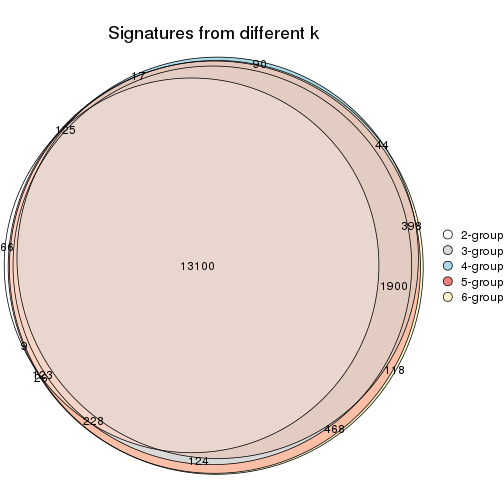 Signatures from different k
90
17
125
44
398
66
2-group
3-group
4-group
5-group
6-group
13100
1900
9
123
118
228
468
124